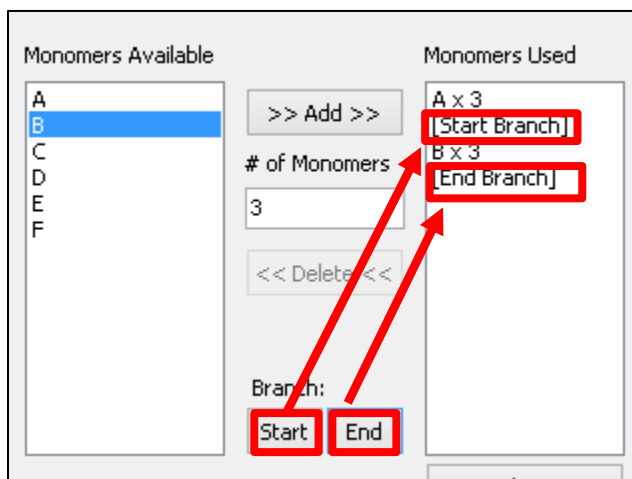 Monomers Available
A
B
C
D
E
F
>> Add >>
# of Monomers
3
<< Delete <<
Branch:
Start
End
Monomers Used
A x 3
[Start Branch]
B x 3
[End Branch]